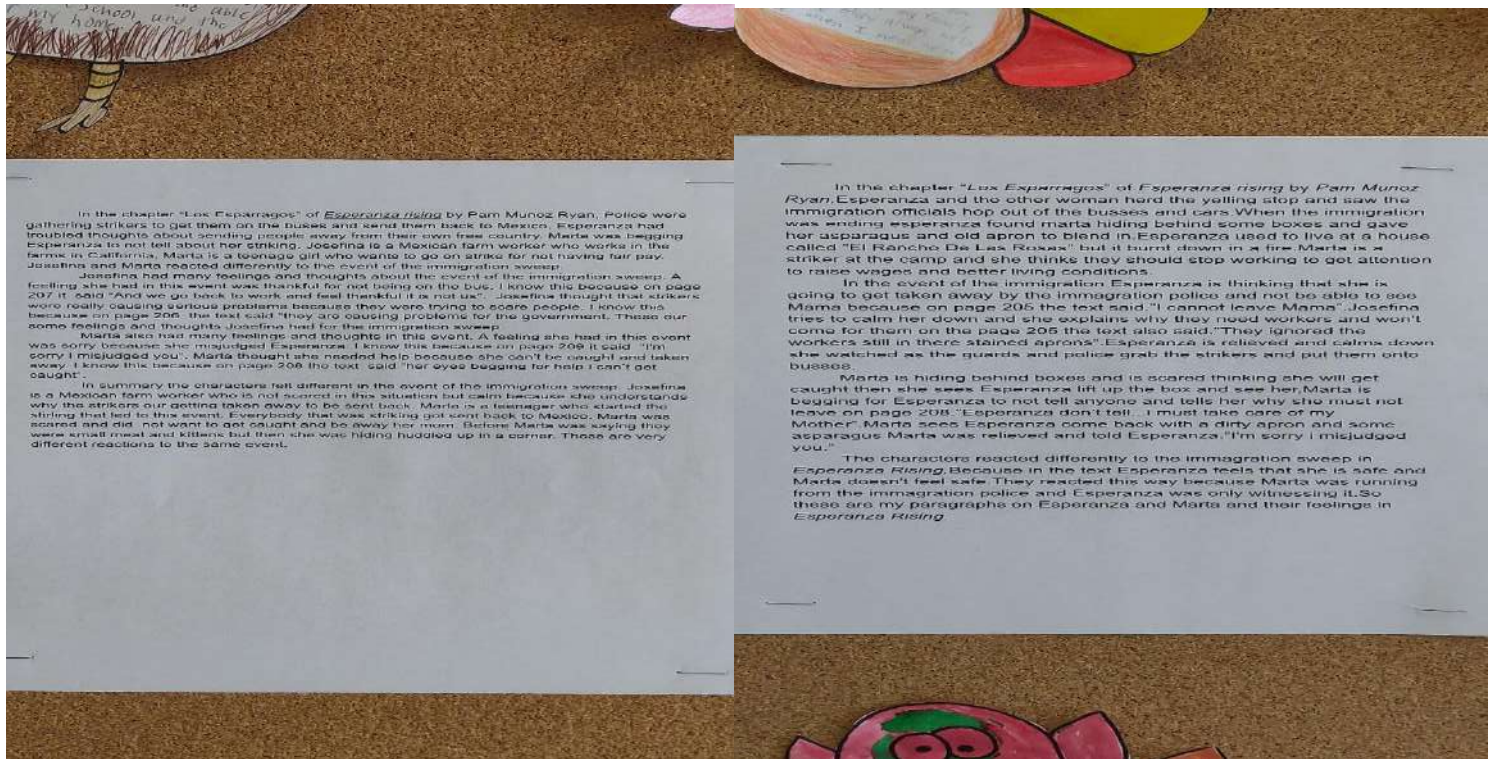 school
able
my home, and the
In the chapter "Los Esparragos" of Esperanza rising by Pam Munoz Ryan. Police were
gathering strikers to get them on the buses and send them back to Mexico. Esperanza had
troubled thoughts about sending people away from their own free country. Marta was begging
Esperanza to not tell about her striking. Josefina is a Mexican farm worker who works in the
farms in California, Marta is a teenage girl who wants to go on strike for not having fair pay.
Josefina and Marta reacted differently to the event of the immigration sweep.
Josefina had many feelings and thoughts about the event of the immigration sweep. A
feeling she had in this event was thankful for not being on the bus. I know this because on page
207 it said "And we go back to work and feel thankful it is not us". Josefina thought that strikers
were really causing serious problems because they were trying to scare people. I know this
because on page 206, the text said "they are causing problems for the government. These our
some feelings and thoughts Josefina had for the immigration sweep.
Marta also had many feelings and thoughts in this event. A feeling she had in this event
was sorry because she misjudged Esperanza. I know this because on page 209 it said "I'm
sorry I misjudged you". Marta thought she needed help because she can't be caught and taken
away. I know this because on page 208 the text said "her eyes begging for help I can't get
caught".
In summary the characters felt different in the event of the immigration sweep. Josefina
is a Mexican farm worker who is not scared in this situation but calm because she understands
why the strikers our getting taken away to be sent back. Marta is a teenager who started the
stirling that led to this event. Everybody that was striking got sent back to Mexico. Marta was
scared and did not want to get caught and be away her mom. Before Marta was saying they
were small meat and kittens but then she was hiding huddled up in a corner. These are very
different reactions to the same event.
In the chapter "Los Esparragos" of Esperanza rising by Pam Munoz
Ryan.Esperanza and the other woman herd the yelling stop and saw the
immigration officials hop out of the busses and cars.When the immigration
was ending esperanza found marta hiding behind some boxes and gave
her asparagus and old apron to blend in.Esperanza used to live at a house
called "El Rancho De Las Rosas" but it burnt down in a fire.Marta is a
striker at the camp and she thinks they should stop working to get attention
to raise wages and better living conditions.
In the event of the immigration Esperanza is thinking that she is
going to get taken away by the immagration police and not be able to see
Mama because on page 205 the text said."I cannot leave Mama".Josefina
tries to calm her down and she explains why they need workers and won't
come for them on the page 205 the text also said."They ignored the
workers still in there stained aprons".Esperanza is relieved and calms down
she watched as the guards and police grab the strikers and put them onto
busses.
Marta is hiding behind boxes and is scared thinking she will get
caught then she sees Esperanza lift up the box and see her.Marta is
begging for Esperanza to not tell anyone and tells her why she must not
leave on page 208."Esperanza don't tell...i must take care of my
Mother".Marta sees Esperanza come back with a dirty apron and some
asparagus Marta was relieved and told Esperanza."I'm sorry i misjudged
you."
The characters reacted differently to the immagration sweep in
Esperanza Rising.Because in the text Esperanza feels that she is safe and
Marta doesn't feel safe.They reacted this way because Marta was running
from the immagration police and Esperanza was only witnessing it.So
these are my paragraphs on Esperanza and Marta and their feelings in
Esperanza Rising